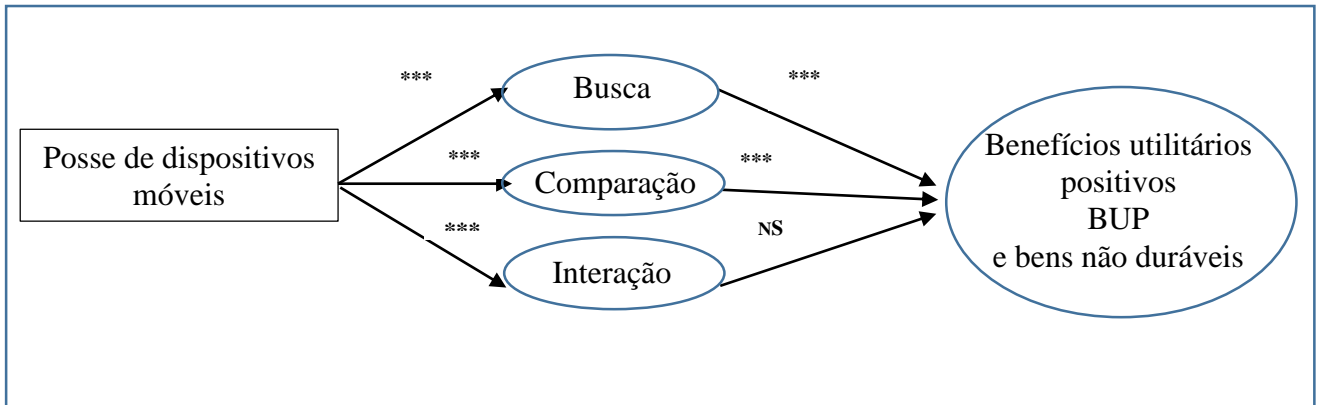 ***
Busca
***
Posse de dispositivos
móveis
***
Comparação
***
***
Interação
NS
Benefícios utilitários
positivos
BUP
e bens não duráveis